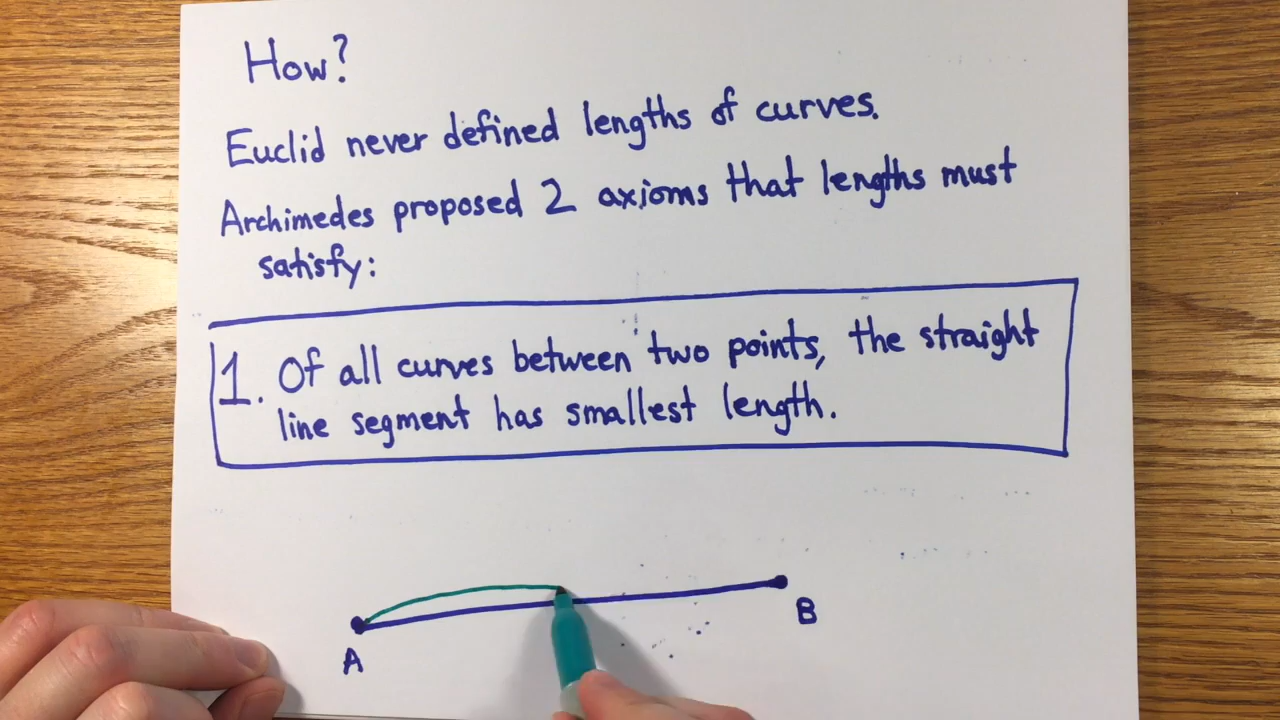 How?
Euclid never defined lengths of curves.
Archimedes proposed 2 axioms that lengths must
satisfy:
1. Of all curves between two points, the straight
line segment has smallest length.
A
B